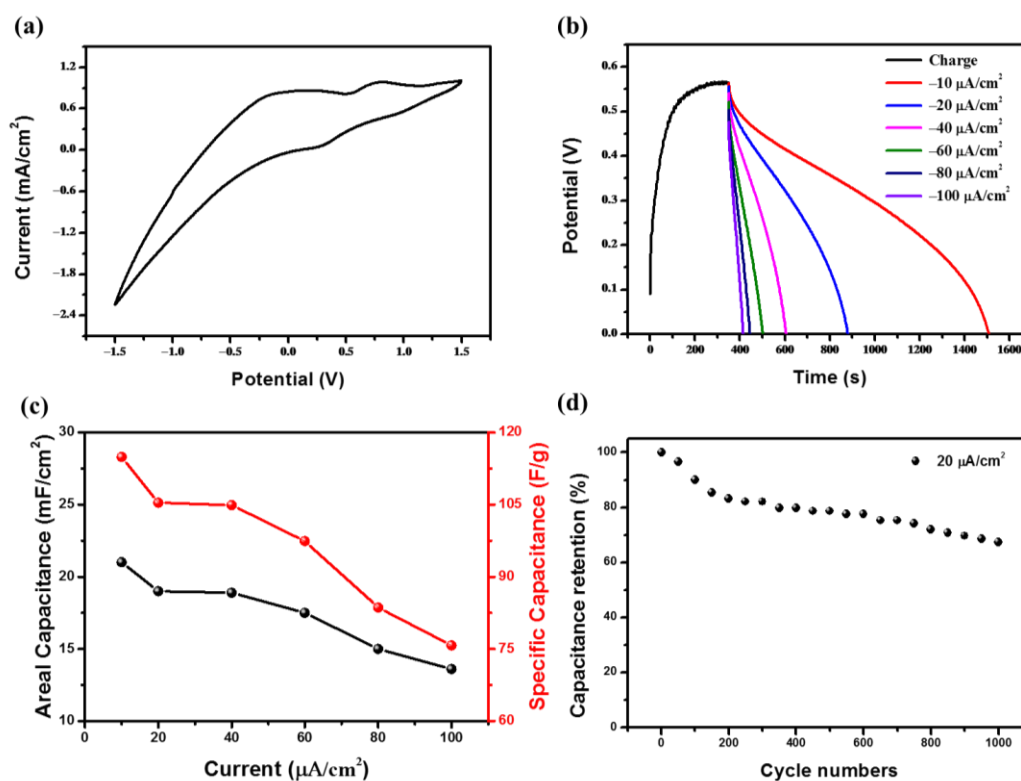 (a)
1.2
0.6
0.0
−0.6
−1.2
−1.8
−2.4
Current (mA/cm²)
−1.5 −1.0 −0.5 0.0 0.5 1.0 1.5
Potential (V)
(b)
0.6
0.5
0.4
0.3
0.2
0.1
0.0
Potential (V)
Charge
−10 µA/cm²
−20 µA/cm²
−40 µA/cm²
−60 µA/cm²
−80 µA/cm²
−100 µA/cm²
0 200 400 600 800 1000 1200 1400 1600
Time (s)
(c)
30
25
20
15
10
Areal Capacitance (mF/cm²)
120
105
90
75
60
Specific Capacitance (F/g)
0 20 40 60 80 100
Current (µA/cm²)
(d)
100
80
60
40
20
0
Capacitance retention (%)
20 µA/cm²
0 200 400 600 800 1000
Cycle numbers